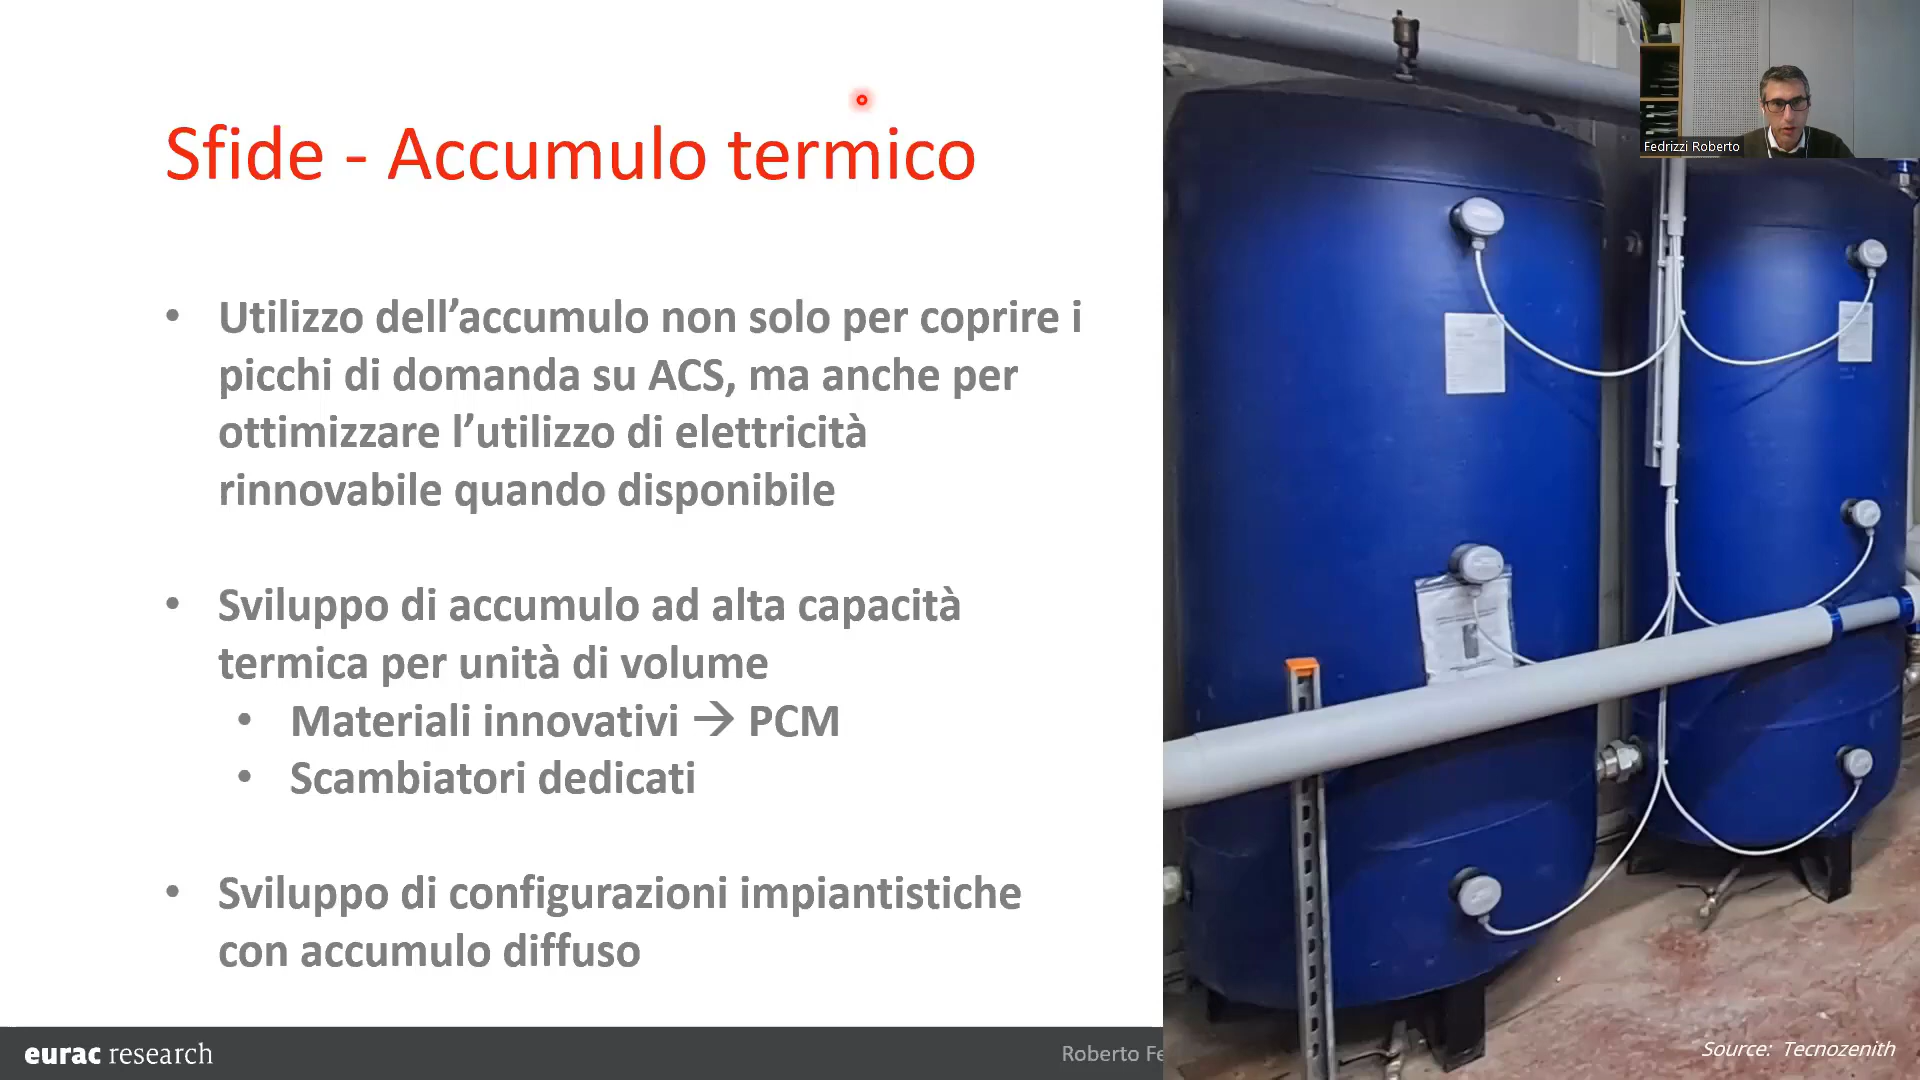 Sfide - Accumulo termico
• Utilizzo dell’accumulo non solo per coprire i
picchi di domanda su ACS, ma anche per
ottimizzare l’utilizzo di elettricità
rinnovabile quando disponibile
• Sviluppo di accumulo ad alta capacità
termica per unità di volume
• Materiali innovativi → PCM
• Scambiatori dedicati
• Sviluppo di configurazioni impiantistiche
con accumulo diffuso
eurac research
Roberto Fe
Fedrizzi Roberto
Source: Tecnozenith